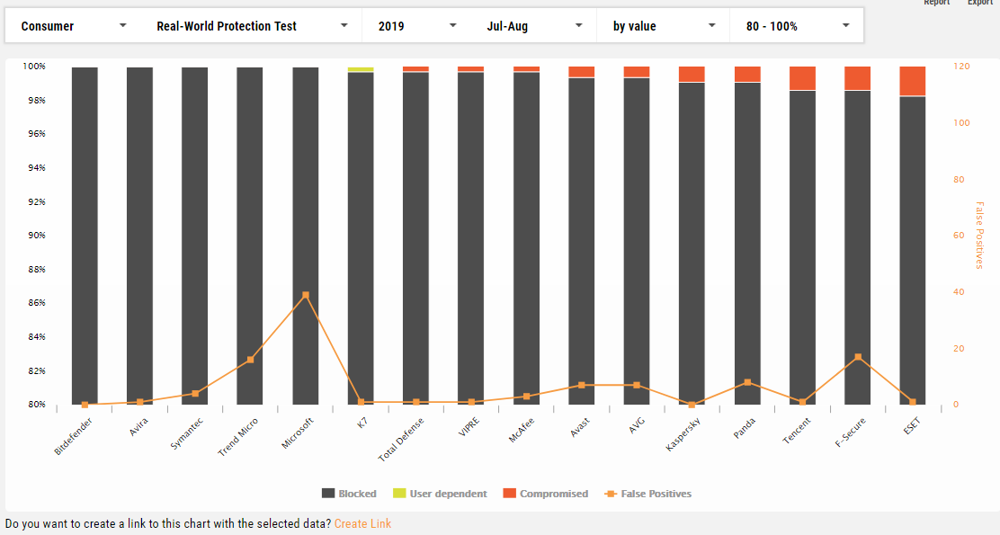 Report Export
Consumer Real-World Protection Test 2019 Jul-Aug by value 80 - 100%
100% 120
98%
96% 100
94%
92% 80
90% 60
88%
86% 40
84%
82% 20
80% 0
False Positives
Bitdefender Avira Symantec Trend Micro Microsoft K7 Total Defense VIPRE McAfee Avast AVG Kaspersky Panda Tencent F-Secure ESET
Blocked User dependent Compromised False Positives
Do you want to create a link to this chart with the selected data? Create Link